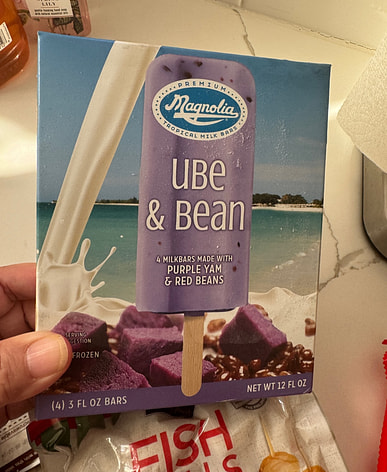 PREMIUM
Magnolia
TROPICAL MILK BARS
UBE
& BEAN
4 MILKBARS MADE WITH
PURPLE YAM
& RED BEANS
SERVING
FROZEN
(4) 3 FL OZ BARS
NET WT 12 FL OZ
FISH